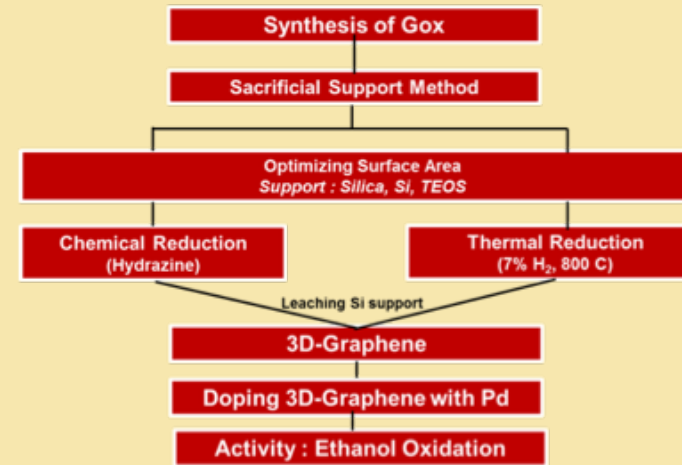 Synthesis of Gox
Sacrificial Support Method
Optimizing Surface Area
Support : Silica, Si, TEOS
Chemical Reduction
(Hydrazine)
Thermal Reduction
(7% H₂, 800 C)
Leaching Si support
3D-Graphene
Doping 3D-Graphene with Pd
Activity : Ethanol Oxidation